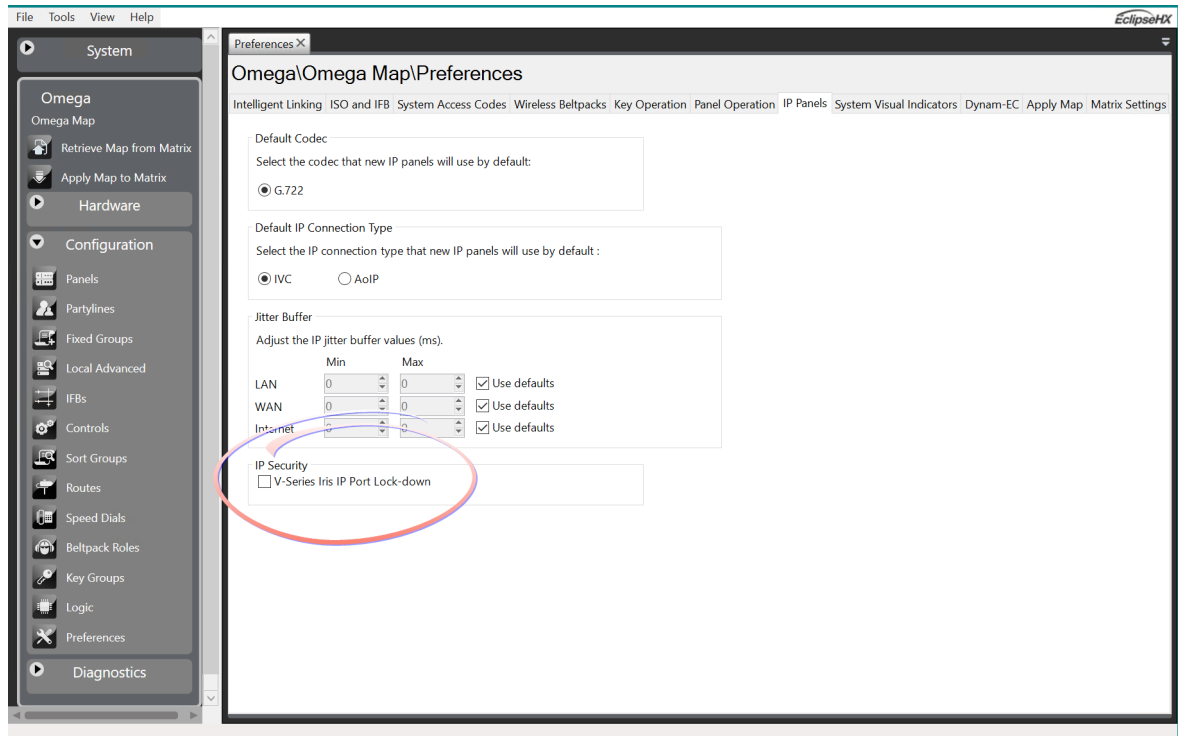 File Tools View Help
EclipseHX
System
Omega
Omega Map
Retrieve Map from Matrix
Apply Map to Matrix
Hardware
Configuration
Panels
Partylines
Fixed Groups
Local Advanced
IFBs
Controls
Sort Groups
Routes
Speed Dials
Beltpack Roles
Key Groups
Logic
Preferences
Diagnostics
Preferences
Omega\Omega Map\Preferences
Intelligent Linking ISO and IFB System Access Codes Wireless Beltpacks Key Operation Panel Operation IP Panels System Visual Indicators Dynam-EC Apply Map Matrix Settings
Default Codec
Select the codec that new IP panels will use by default:
G.722
Default IP Connection Type
Select the IP connection type that new IP panels will use by default :
IVC AoIP
Jitter Buffer
Adjust the IP jitter buffer values (ms).
Min Max
LAN 0 0 Use defaults
WAN 0 0 Use defaults
Internet 0 0 Use defaults
IP Security
V-Series Iris IP Port Lock-down